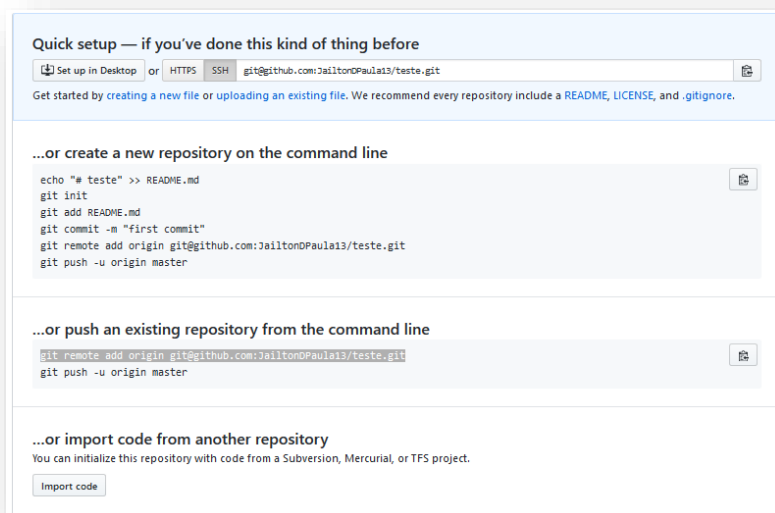 Quick setup — if you've done this kind of thing before
Set up in Desktop or HTTPS SSH git@github.com:JailtonDPaula13/teste.git
Get started by creating a new file or uploading an existing file. We recommend every repository include a README, LICENSE, and .gitignore.
...or create a new repository on the command line
echo "# teste" >> README.md
git init
git add README.md
git commit -m "first commit"
git remote add origin git@github.com:JailtonDPaula13/teste.git
git push -u origin master
...or push an existing repository from the command line
git remote add origin git@github.com:JailtonDPaula13/teste.git
git push -u origin master
...or import code from another repository
You can initialize this repository with code from a Subversion, Mercurial, or TFS project.
Import code